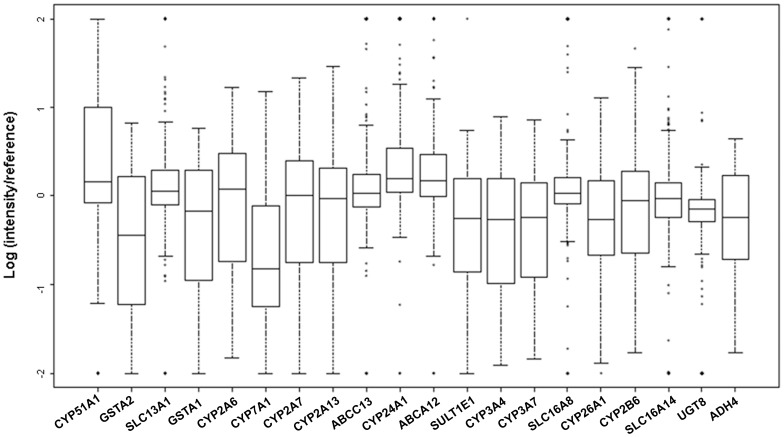 Log (intensity/reference)
2
1
0
-1
-2
CYP51A1
GSTA2
SLC13A1
GSTA1
CYP2A6
CYP7A1
CYP2A7
CYP2A13
ABCC13
CYP24A1
ABCA12
SULT1E1
CYP3A4
CYP3A7
SLC16A8
CYP26A1
CYP2B6
SLC16A14
UGT8
ADH4